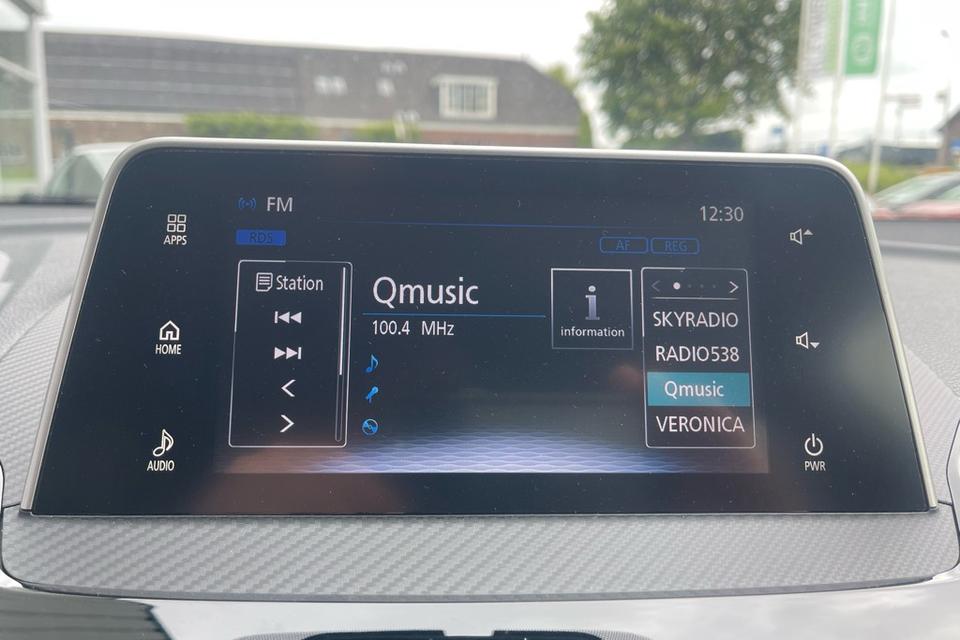 FM
12:30
RDS
AF
REG
APPS
Station
Qmusic
100.4 MHz
information
SKYRADIO
RADIO538
Qmusic
VERONICA
HOME
AUDIO
PWR